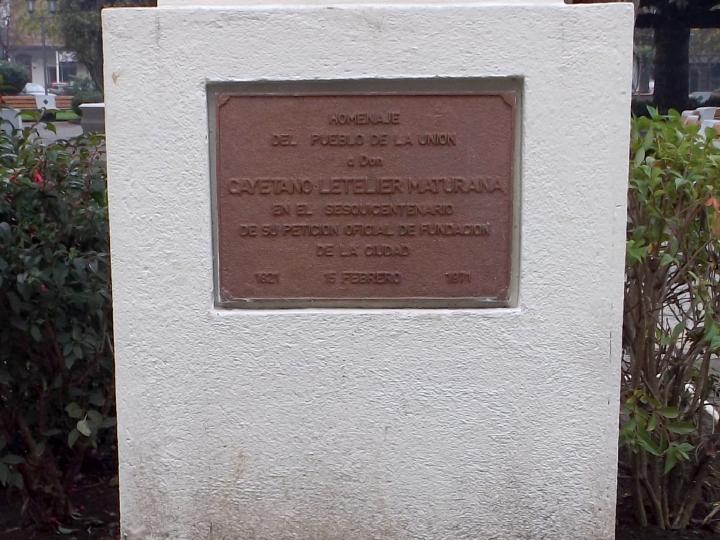 HOMENAJE
DEL PUEBLO DE LA UNION
a Don
CAYETANO LETELIER MATURANA
EN EL SESQUICENTENARIO
DE SU PETICION OFICIAL DE FUNDACION
DE LA CIUDAD
1821 15 FEBRERO 1971